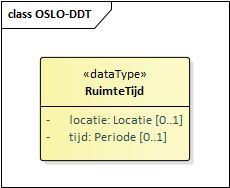 class OSLO-DDT
«dataType»
RuimteTijd
- locatie: Locatie [0..1]
- tijd: Periode [0..1]